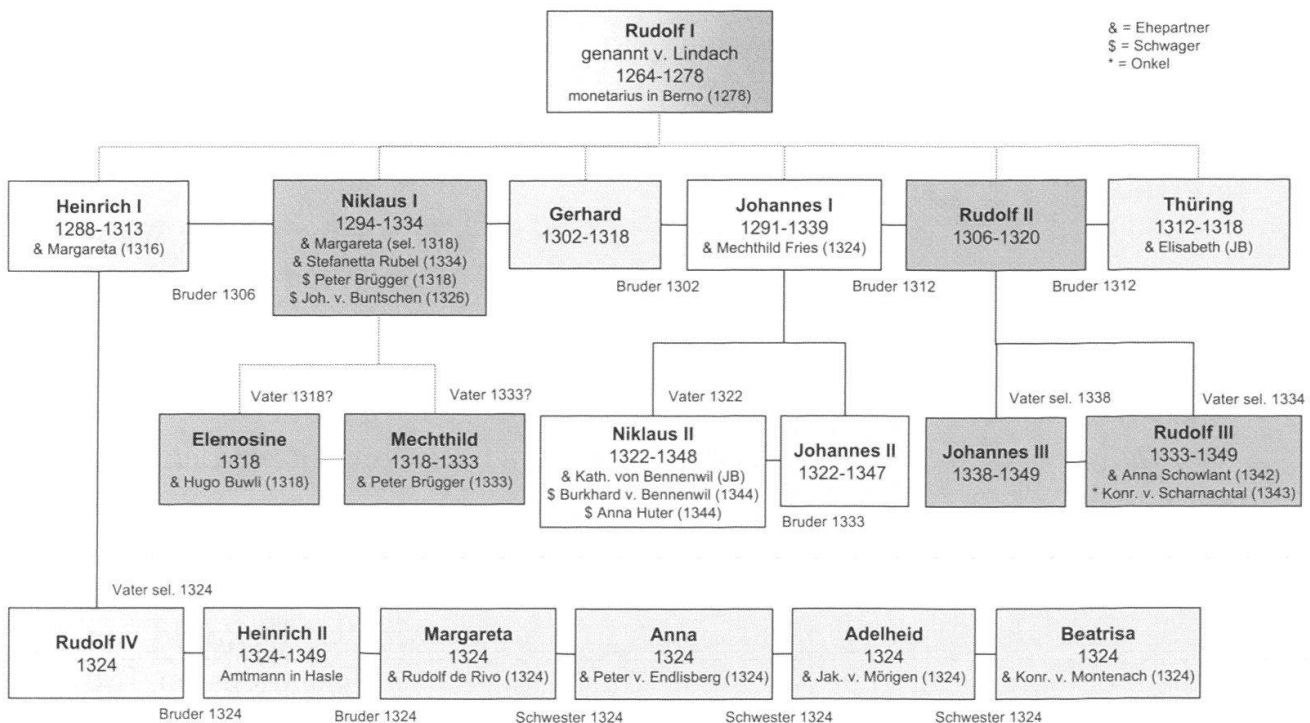 Rudolf I
genannt v. Lindach
1264-1278
monetarius in Berno (1278)
& = Ehepartner
$ = Schwager
* = Onkel
Heinrich I
1288-1313
& Margareta (1316)
Niklaus I
1294-1334
& Margareta (sel. 1318)
& Stefanetta Rubel (1334)
$ Peter Brügger (1318)
$ Joh. v. Buntschen (1326)
Gerhard
1302-1318
Johannes I
1291-1339
& Mechthild Fries (1324)
Rudolf II
1306-1320
Thüring
1312-1318
& Elisabeth (JB)
Bruder 1306
Bruder 1302
Bruder 1312
Bruder 1312
Vater 1318?
Vater 1333?
Vater 1322
Vater sel. 1338
Vater sel. 1334
Elemosine
1318
& Hugo Buwli (1318)
Mechthild
1318-1333
& Peter Brügger (1333)
Niklaus II
1322-1348
& Kath. von Bennenwil (JB)
$ Burkhard v. Bennenwil (1344)
$ Anna Huter (1344)
Johannes II
1322-1347
Johannes III
1338-1349
Rudolf III
1333-1349
& Anna Schowlant (1342)
* Konr. v. Scharnachtal (1343)
Bruder 1333
Vater sel. 1324
Rudolf IV
1324
Heinrich II
1324-1349
Amtmann in Hasle
Margareta
1324
& Rudolf de Rivo (1324)
Anna
1324
& Peter v. Endlisberg (1324)
Adelheid
1324
& Jak. v. Mörigen (1324)
Beatrisa
1324
& Konr. v. Montenach (1324)
Bruder 1324
Bruder 1324
Schwester 1324
Schwester 1324
Schwester 1324